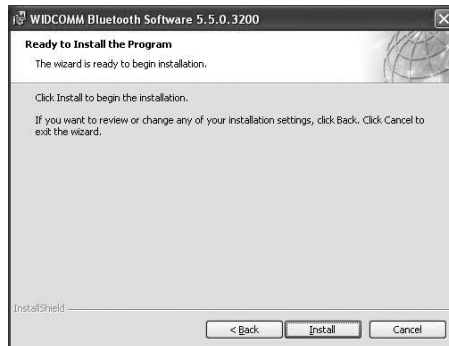 WIDCOMM Bluetooth Software 5.5.0.3200
Ready to Install the Program
The wizard is ready to begin installation.
Click Install to begin the installation.
If you want to review or change any of your installation settings, click Back. Click Cancel to
exit the wizard.
InstallShield
< Back
Install
Cancel